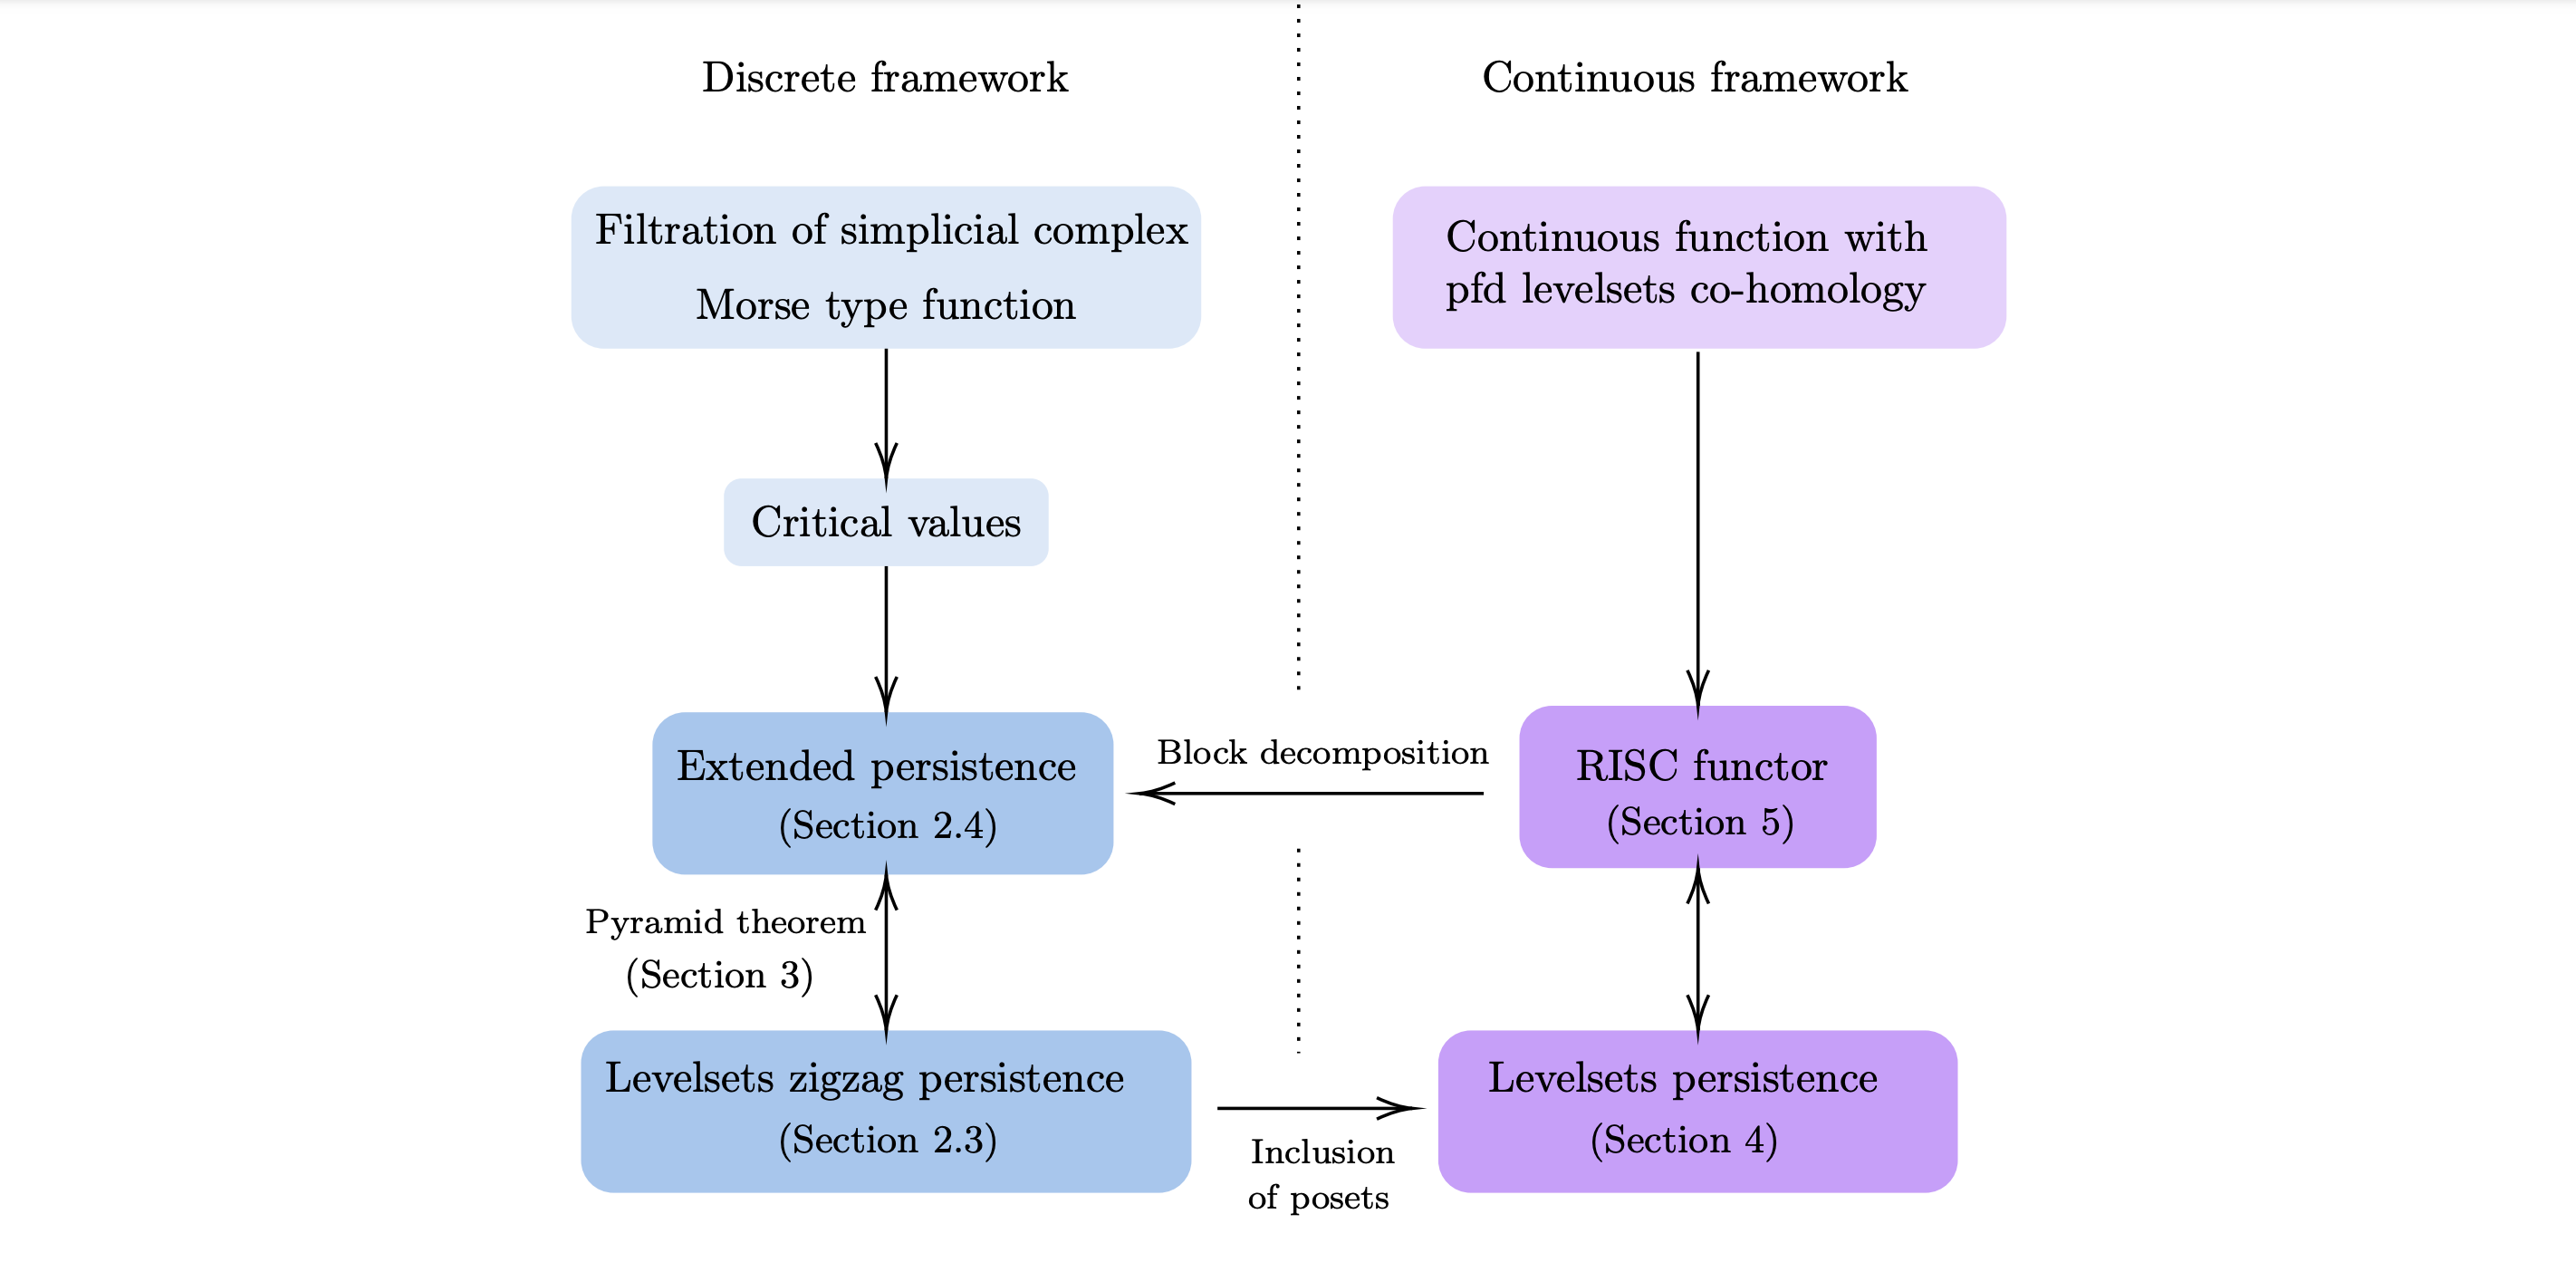 Discrete framework
Continuous framework
Filtration of simplicial complex
Morse type function
Continuous function with
pfd levelsets co-homology
Critical values
Extended persistence
(Section 2.4)
Block decomposition
RISC functor
(Section 5)
Pyramid theorem
(Section 3)
Levelsets zigzag persistence
(Section 2.3)
Inclusion
of posets
Levelsets persistence
(Section 4)